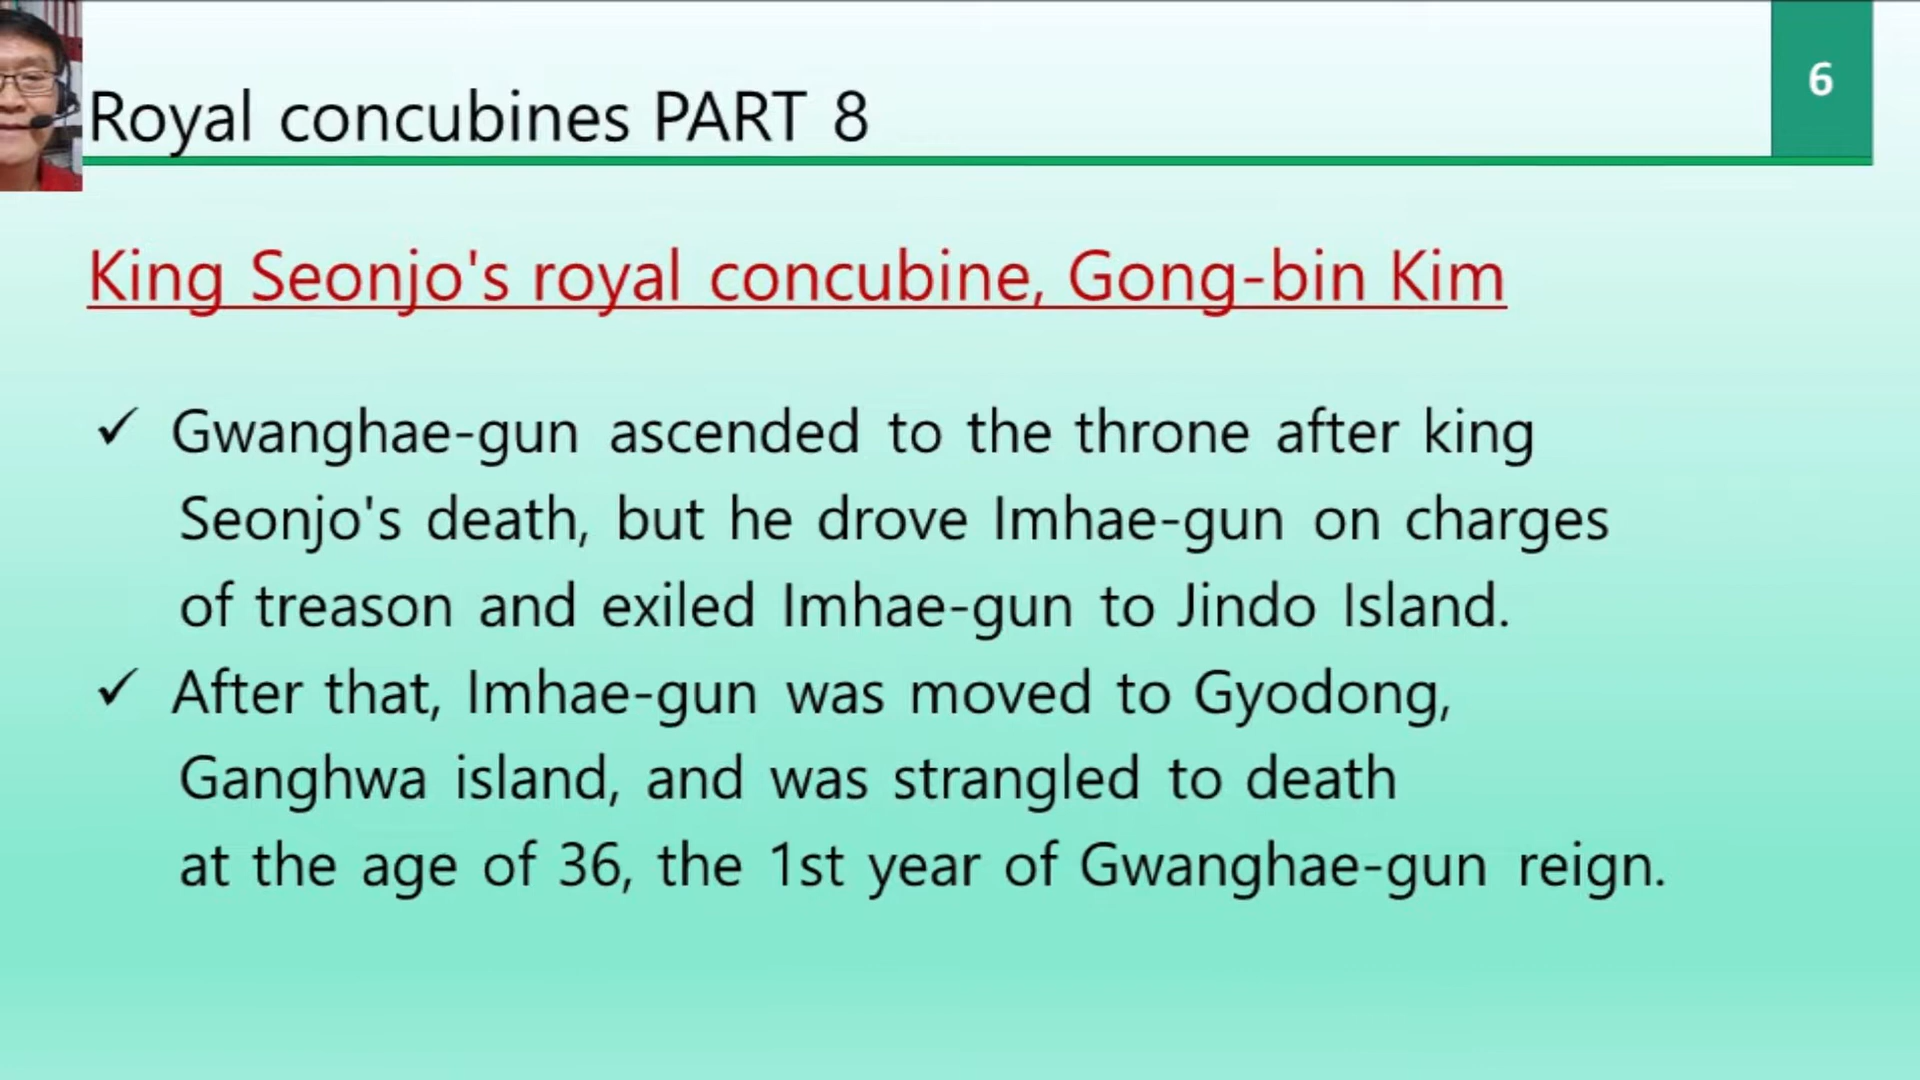 Royal concubines PART 8
6
King Seonjo's royal concubine, Gong-bin Kim
✓ Gwanghae-gun ascended to the throne after king
Seonjo's death, but he drove Imhae-gun on charges
of treason and exiled Imhae-gun to Jindo Island.
✓ After that, Imhae-gun was moved to Gyodong,
Ganghwa island, and was strangled to death
at the age of 36, the 1st year of Gwanghae-gun reign.